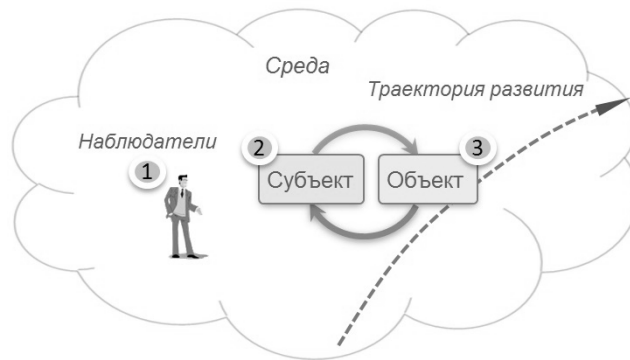 Среда
Траектория развития
Наблюдатели
1
2
3
Субъект
Объект